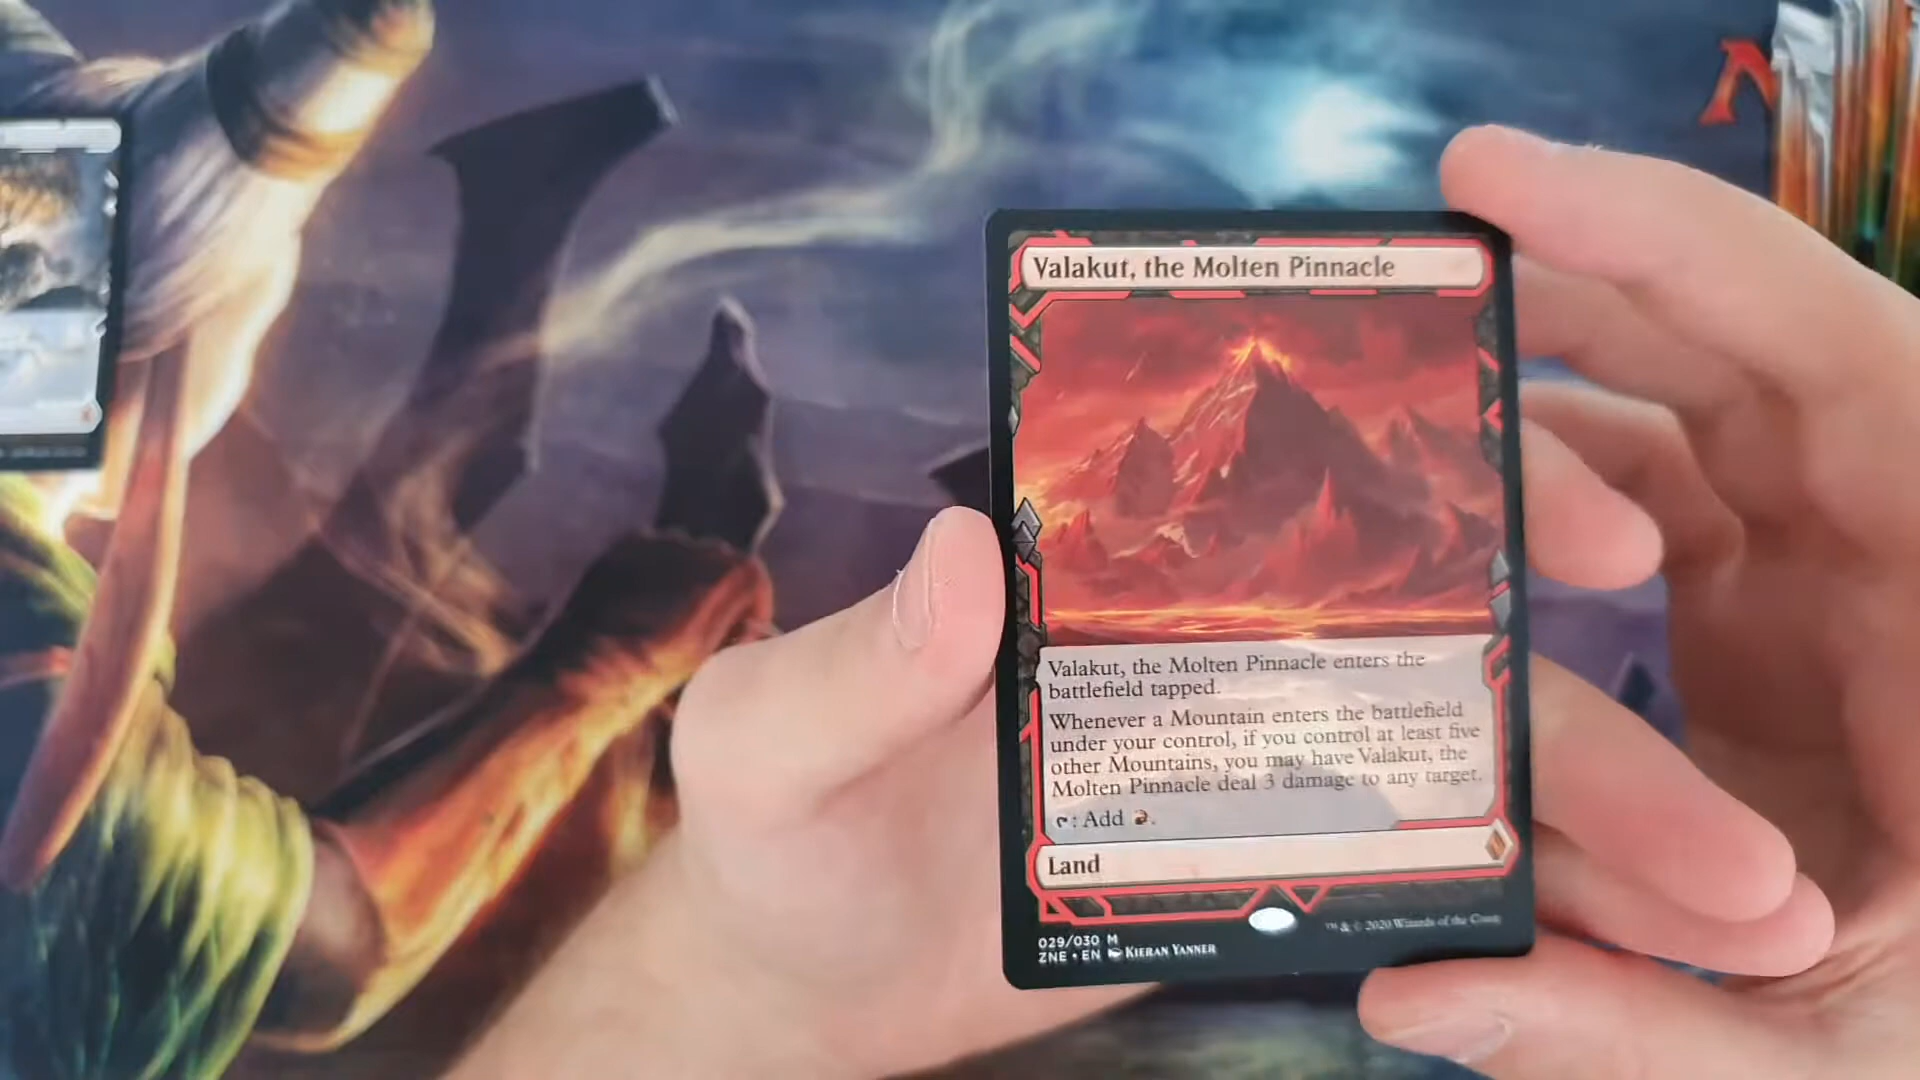 Valakut, the Molten Pinnacle
Valakut, the Molten Pinnacle enters the
battlefield tapped.
Whenever a Mountain enters the battlefield
under your control, if you control at least five
other Mountains, you may have Valakut, the
Molten Pinnacle deal 3 damage to any target.
: Add .
Land
029/030 M
ZNE • EN KIERAN YANNER
™ & © 2020 Wizards of the Coast